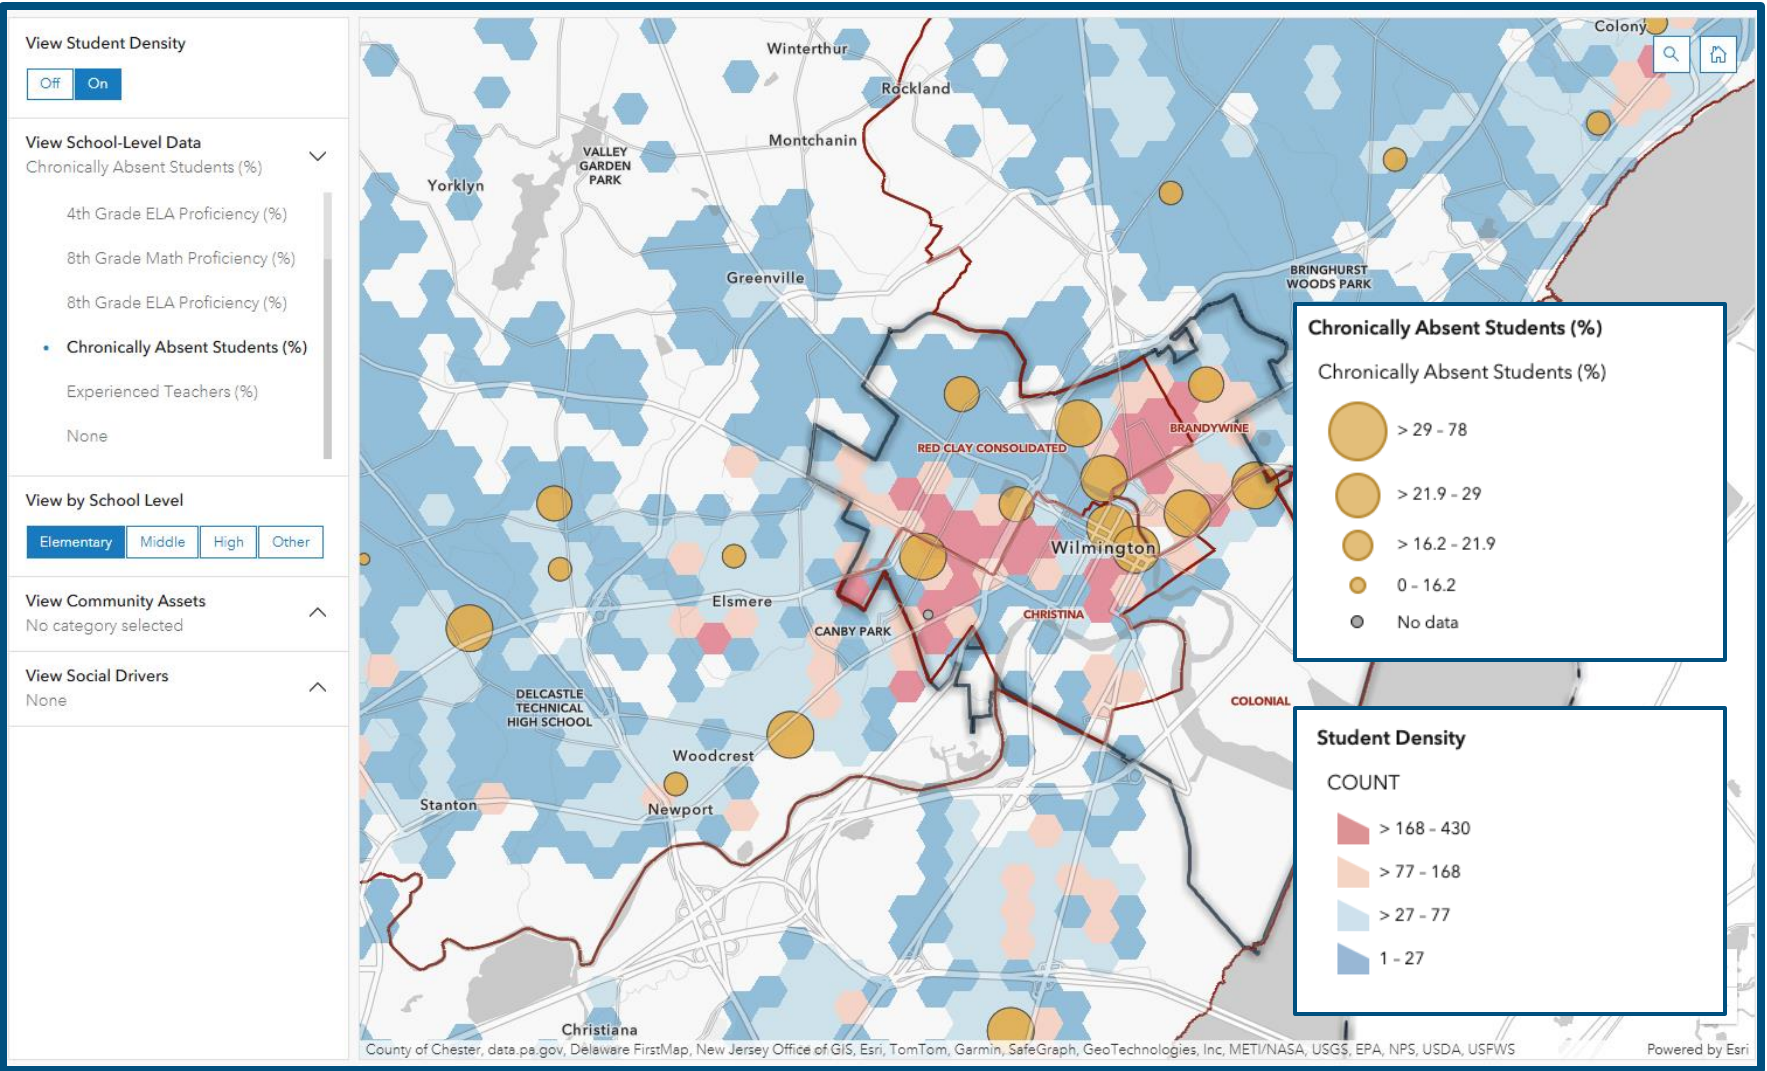 View Student Density
Off
On
View School-Level Data
Chronically Absent Students (%)
4th Grade ELA Proficiency (%)
8th Grade Math Proficiency (%)
8th Grade ELA Proficiency (%)
Chronically Absent Students (%)
Experienced Teachers (%)
None
View by School Level
Elementary
Middle
High
Other
View Community Assets
No category selected
View Social Drivers
None
Colony
Winterthur
Rockland
Montchanin
VALLEY
GARDEN
PARK
Yorklyn
Greenville
BRINGHURST
WOODS PARK
BRANDYWINE
RED CLAY CONSOLIDATED
Wilmington
Elsmere
CHRISTINA
CANBY PARK
DELCASTLE
TECHNICAL
HIGH SCHOOL
COLONIAL
Woodcrest
Stanton
Newport
Christiana
Chronically Absent Students (%)
Chronically Absent Students (%)
> 29 - 78
> 21.9 - 29
> 16.2 - 21.9
0 - 16.2
No data
Student Density
COUNT
> 168 - 430
> 77 - 168
> 27 - 77
1 - 27
County of Chester, data.pa.gov, Delaware FirstMap, New Jersey Office of GIS, Esri, TomTom, Garmin, SafeGraph, GeoTechnologies, Inc, METI/NASA, USGS, EPA, NPS, USDA, USFWS
Powered by Esri